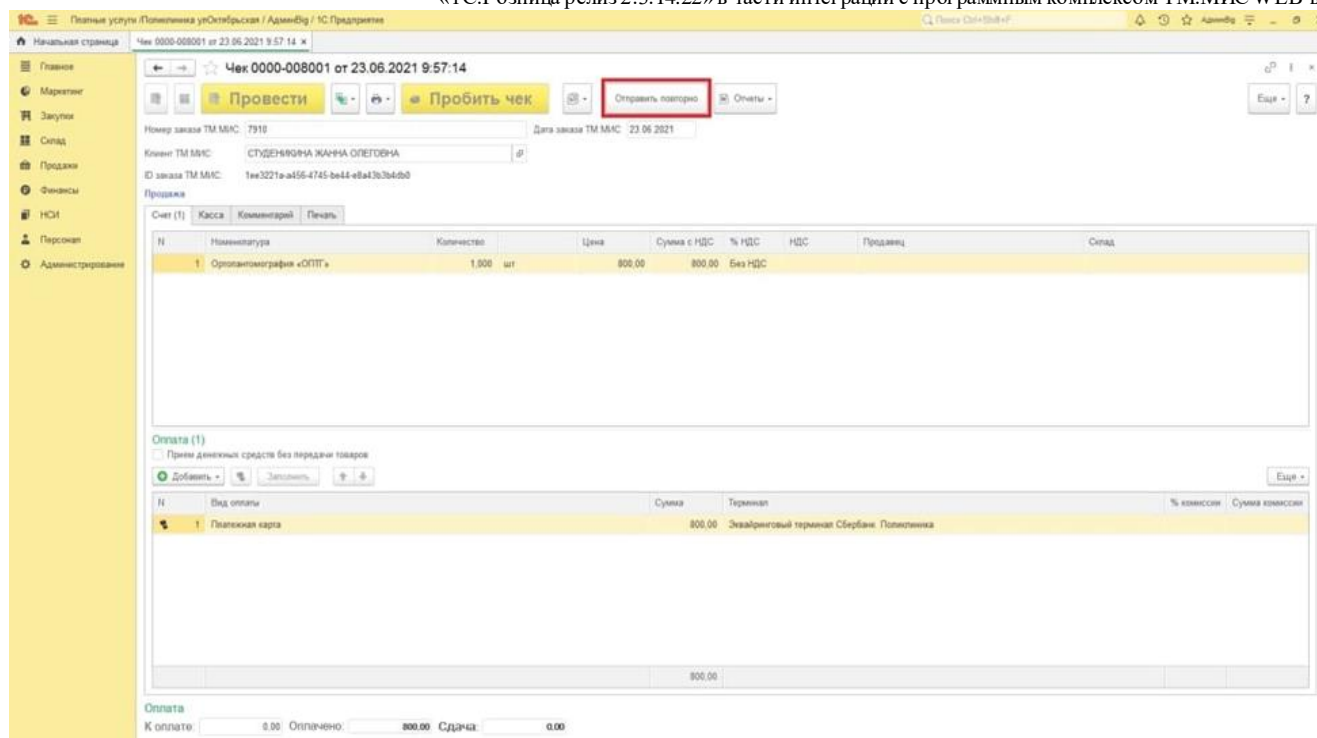 «1С:Розница релиз 2.3.14.22» в части интеграции с программным комплексом ТМ:МИС WEB
Платные услуги /Поликлиника улОктябрьская / АдминBig / 1С:Предприятие
Поиск Ctrl+Shift+F
АдминBig
Начальная страница
Чек 0000-008001 от 23.06.2021 9:57:14 ×
Главное
Маркетинг
Закупки
Склад
Продажи
Финансы
НСИ
Персонал
Администрирование
Чек 0000-008001 от 23.06.2021 9:57:14
Провести
Пробить чек
Отправить повторно
Отчеты
Еще
?
Номер заказа ТМ:МИС: 7910
Дата заказа ТМ:МИС: 23.06.2021
Клиент ТМ:МИС: СТУДЕНИКИНА ЖАННА ОЛЕГОВНА
ID заказа ТМ:МИС: 1ee3221a-a456-4745-be44-e8a43b3b4db0
Продажа
Счет (1) Касса Комментарий Печать
N Номенклатура Количество Цена Сумма с НДС % НДС НДС Продавец Склад
1 Ортопантомография «ОПТГ» 1,000 шт 800,00 800,00 Без НДС
Оплата (1)
Прием денежных средств без передачи товаров
Добавить Заполнить Еще
N Вид оплаты Сумма Терминал % комиссии Сумма комиссии
1 Платежная карта 800,00 Эквайринговый терминал Сбербанк. Поликлиника
800,00
Оплата
К оплате: 0.00 Оплачено: 800.00 Сдача: 0.00